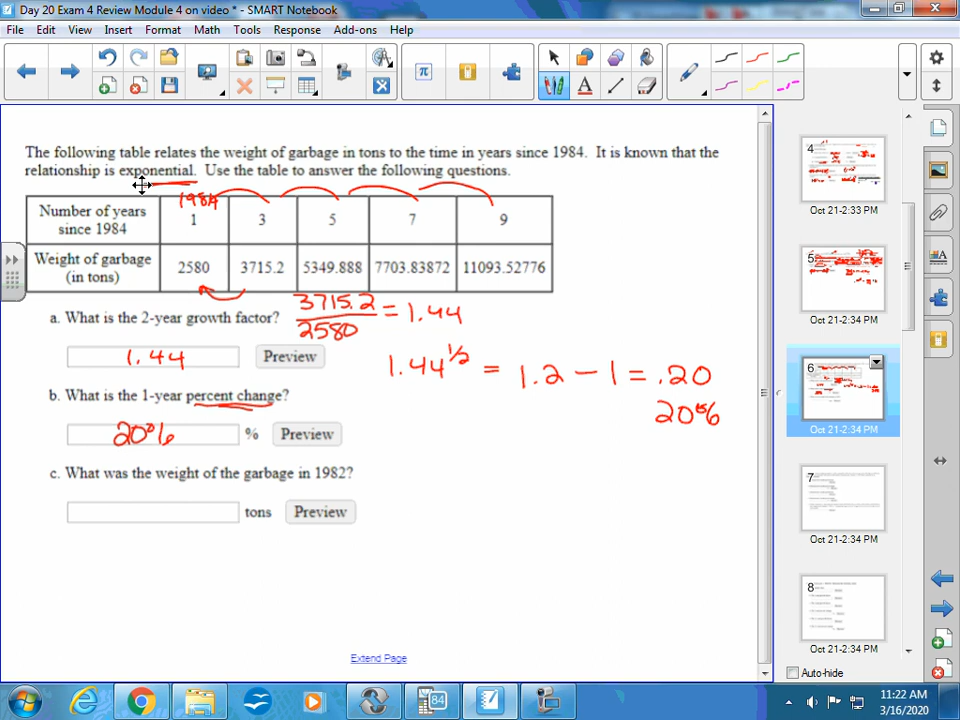 Day 20 Exam 4 Review Module 4 on video * - SMART Notebook
File Edit View Insert Format Math Tools Response Add-ons Help
The following table relates the weight of garbage in tons to the time in years since 1984. It is known that the
relationship is exponential. Use the table to answer the following questions.
1984
Number of years
since 1984
1 3 5 7 9
Weight of garbage
(in tons)
2580 3715.2 5349.888 7703.83872 11093.52776
a. What is the 2-year growth factor?
3715.2
2580
= 1.44
1.44 Preview
1.44^1/2 = 1.2 - 1 = .20
20%
b. What is the 1-year percent change?
20% % Preview
c. What was the weight of the garbage in 1982?
tons Preview
Extend Page
4
Oct 21-2:33 PM
5
Oct 21-2:34 PM
6
Oct 21-2:34 PM
7
Oct 21-2:34 PM
8
Oct 21-2:34 PM
Auto-hide
84
11:22 AM
3/16/2020